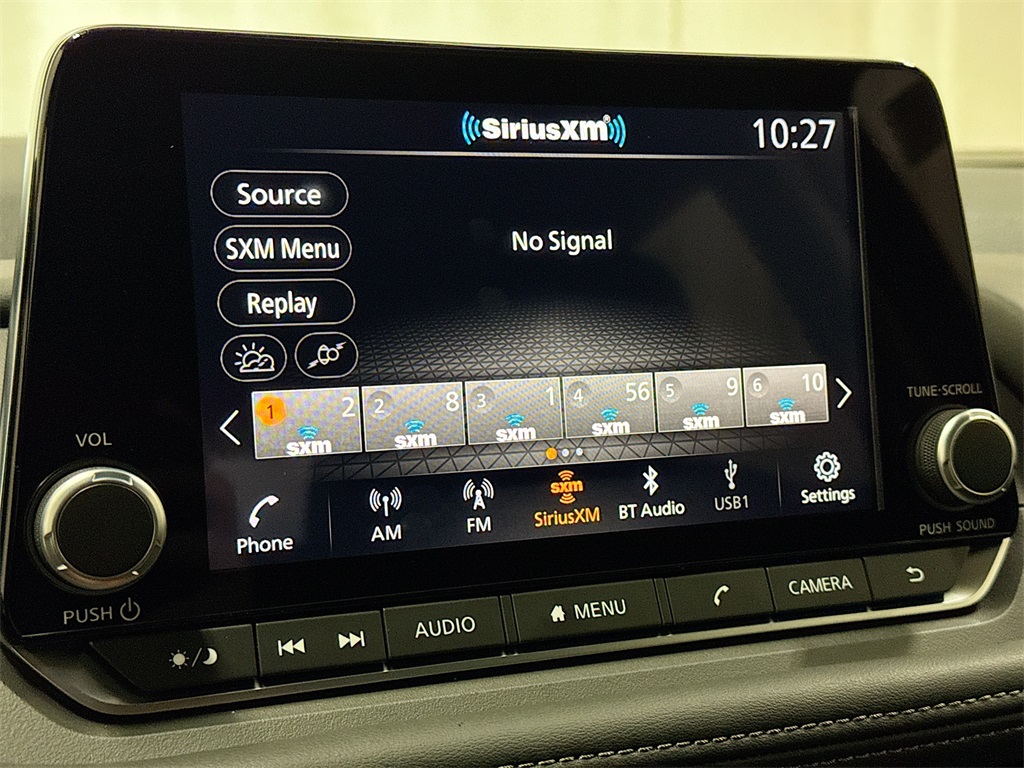 SiriusXM®
10:27
Source
SXM Menu
No Signal
Replay
1 2 sxm
2 8 sxm
3 1 sxm
4 56 sxm
5 9 sxm
6 10 sxm
VOL
TUNE·SCROLL
Phone
AM
FM
sxm
SiriusXM
BT Audio
USB1
Settings
PUSH
PUSH SOUND
AUDIO
MENU
CAMERA